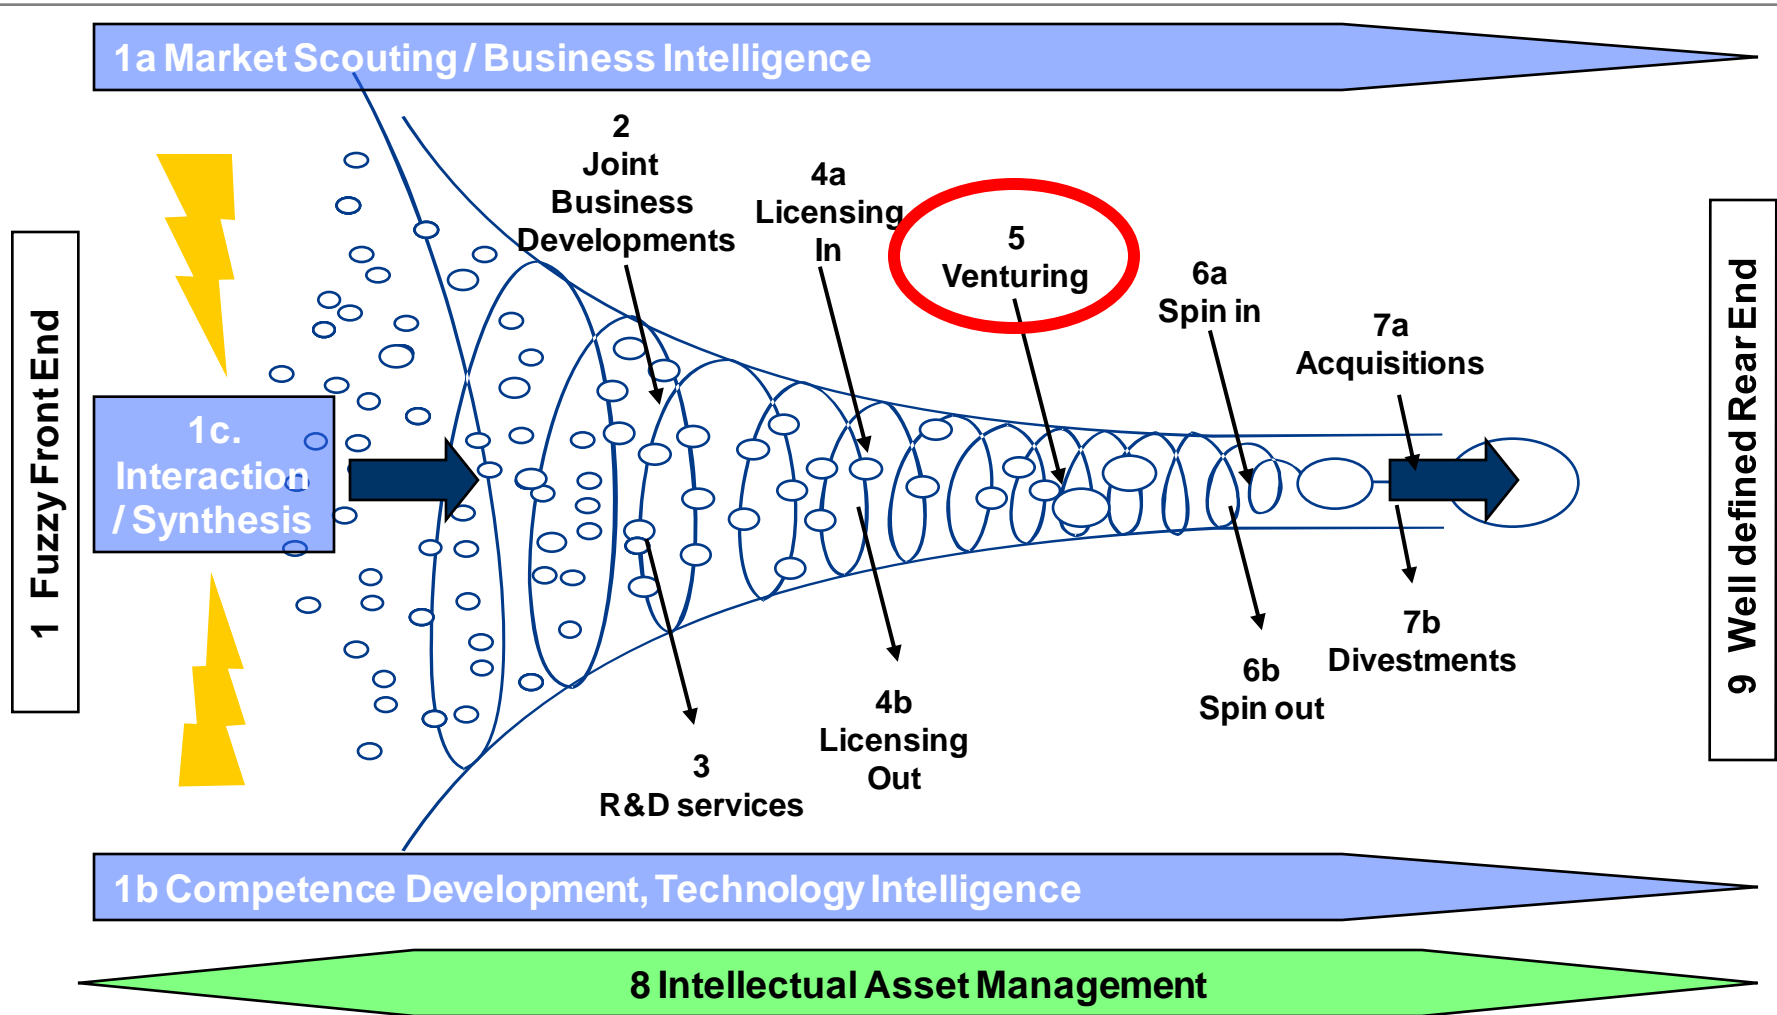 1a Market Scouting / Business Intelligence
2
Joint
Business
Developments
4a
Licensing
In
5
Venturing
6a
Spin in
7a
Acquisitions
1 Fuzzy Front End
1c.
Interaction
/ Synthesis
9 Well defined Rear End
3
R&D services
4b
Licensing
Out
6b
Spin out
7b
Divestments
1b Competence Development, Technology Intelligence
8 Intellectual Asset Management